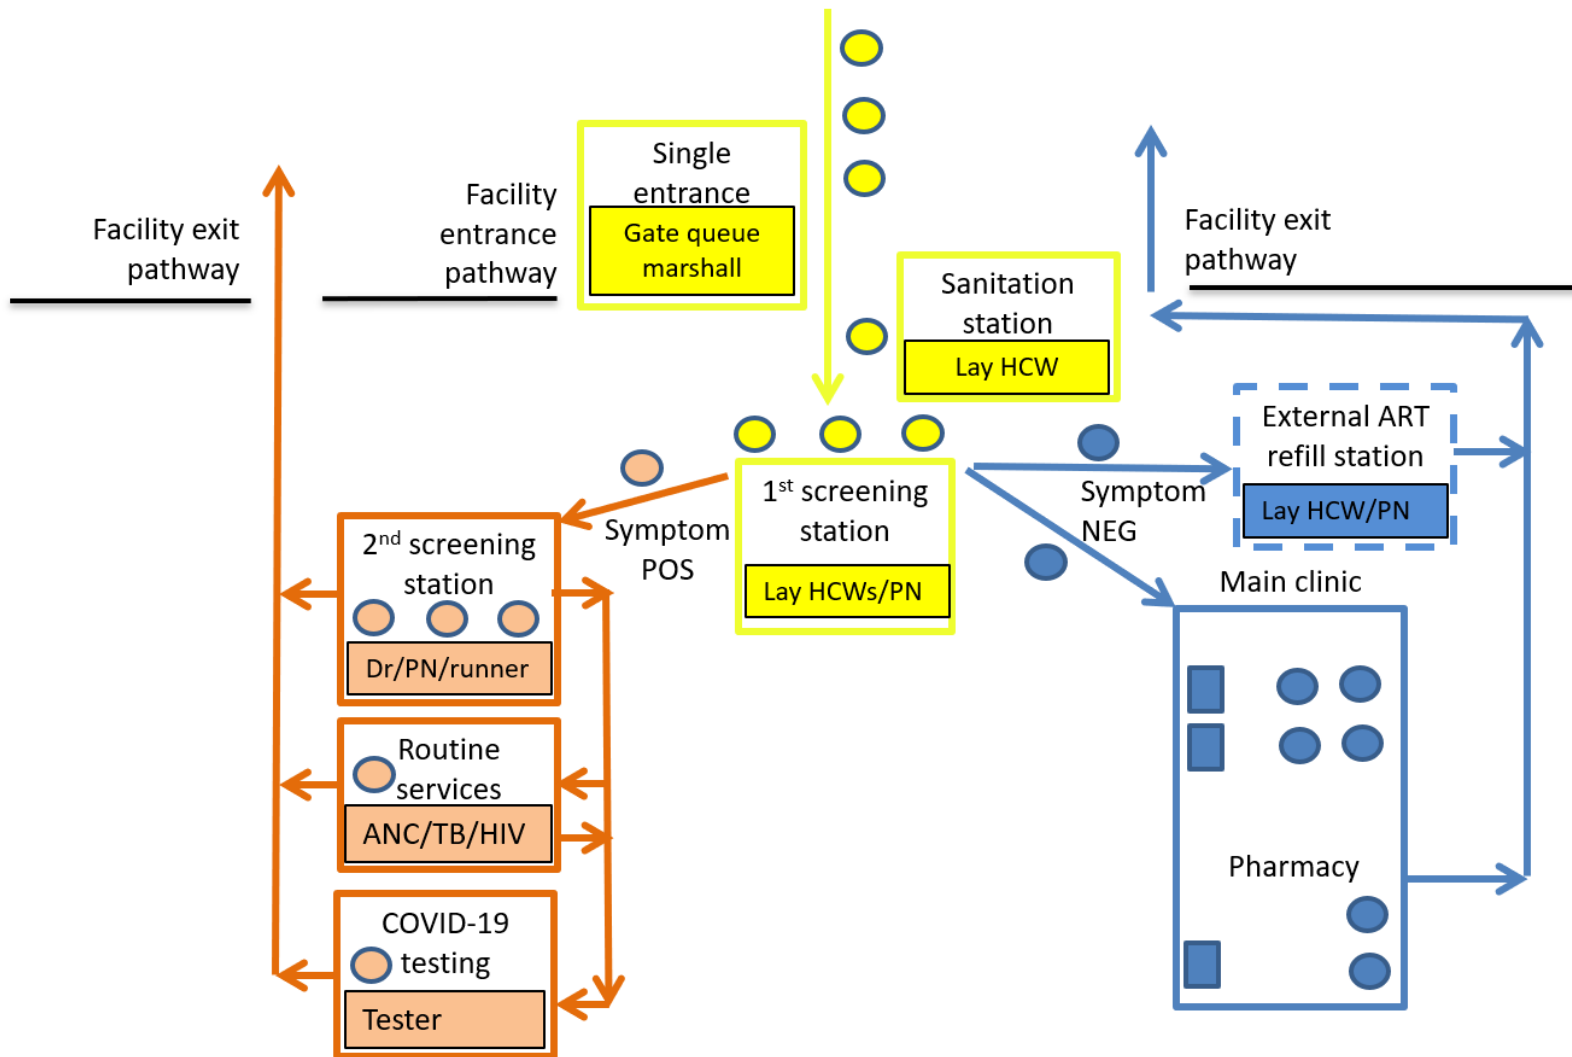 Single
entrance
Gate queue
marshall
Facility
entrance
pathway
Facility exit
pathway
Facility exit
pathway
Sanitation
station
Lay HCW
1st screening
station
Lay HCWs/PN
Symptom
POS
Symptom
NEG
2nd screening
station
Dr/PN/runner
Routine
services
ANC/TB/HIV
COVID-19
testing
Tester
External ART
refill station
Lay HCW/PN
Main clinic
Pharmacy